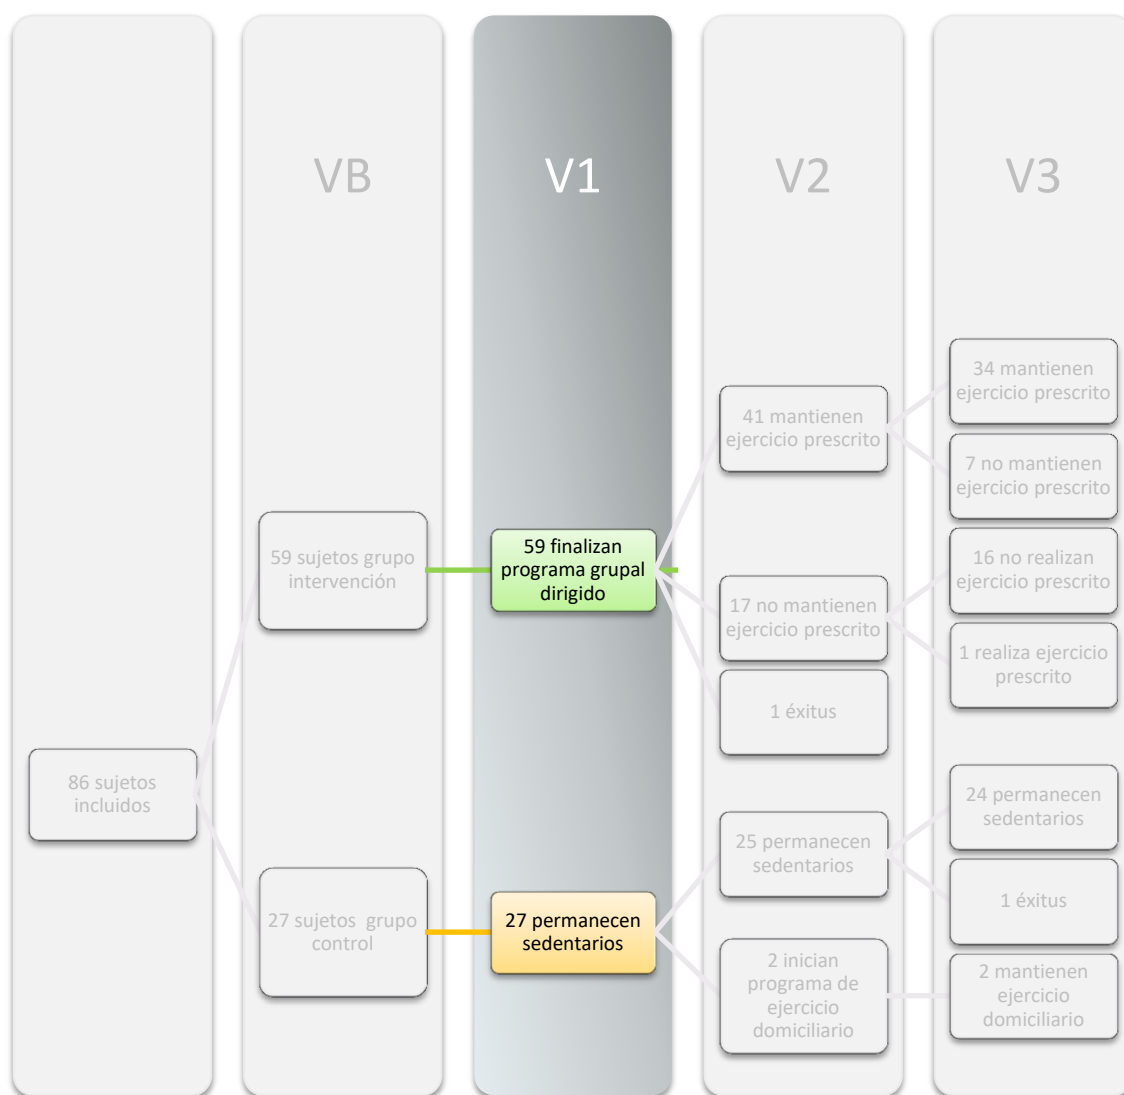 VB
V1
V2
V3
86 sujetos
incluidos
59 sujetos grupo
intervención
27 sujetos grupo
control
59 finalizan
programa grupal
dirigido
27 permanecen
sedentarios
41 mantienen
ejercicio prescrito
17 no mantienen
ejercicio prescrito
1 éxitus
25 permanecen
sedentarios
2 inician
programa de
ejercicio
domiciliario
34 mantienen
ejercicio prescrito
7 no mantienen
ejercicio prescrito
16 no realizan
ejercicio prescrito
1 realiza ejercicio
prescrito
24 permanecen
sedentarios
1 éxitus
2 mantienen
ejercicio
domiciliario